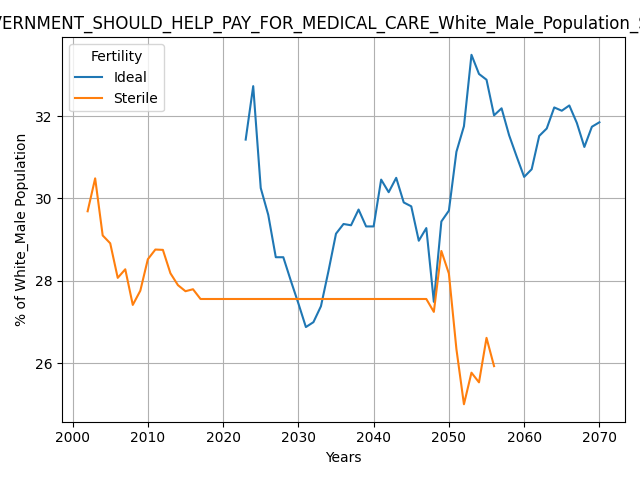 VERNMENT_SHOULD_HELP_PAY_FOR_MEDICAL_CARE_White_Male_Population_S
Fertility
Ideal
Sterile
32
30
28
26
% of White_Male Population
2000 2010 2020 2030 2040 2050 2060 2070
Years